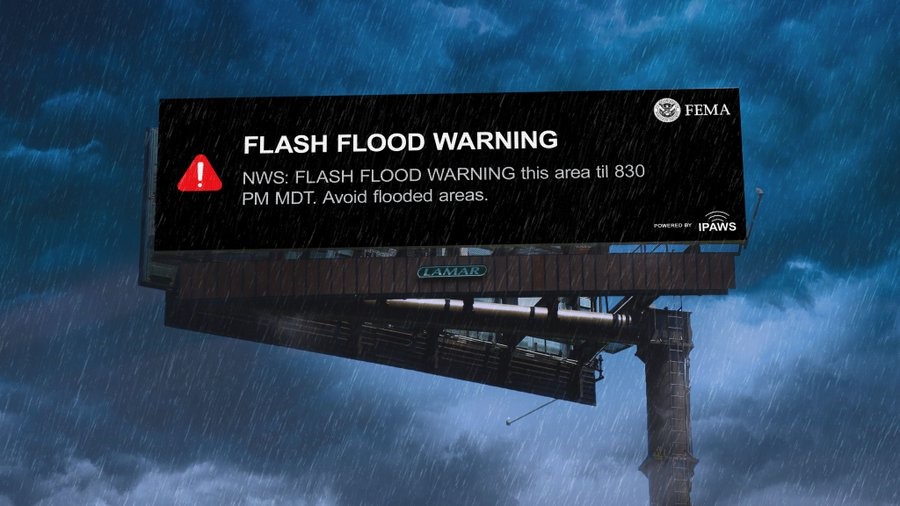 FEMA
FLASH FLOOD WARNING
NWS: FLASH FLOOD WARNING this area til 830
PM MDT. Avoid flooded areas.
POWERED BY IPAWS
LAMAR